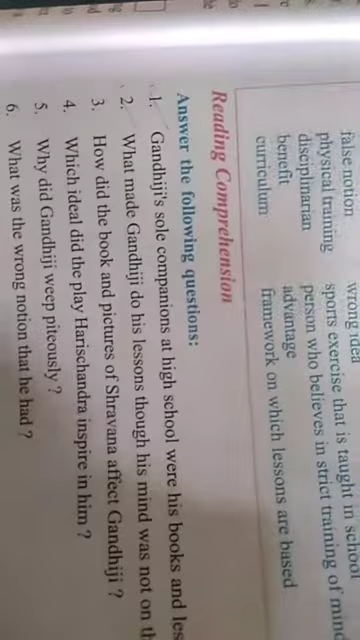 false notion wrong idea
physical training sports exercise that is taught in school
disciplinarian person who believes in strict training of
benefit advantage
curriculum framework on which lessons are based
Reading Comprehension
Answer the following questions:
1. Gandhiji's sole companions at high school were his books and
2. What made Gandhiji do his lessons though his mind was not on
3. How did the book and pictures of Shravana affect Gandhiji ?
4. Which ideal did the play Harischandra inspire in him ?
5. Why did Gandhiji weep piteously ?
6. What was the wrong notion that he had ?